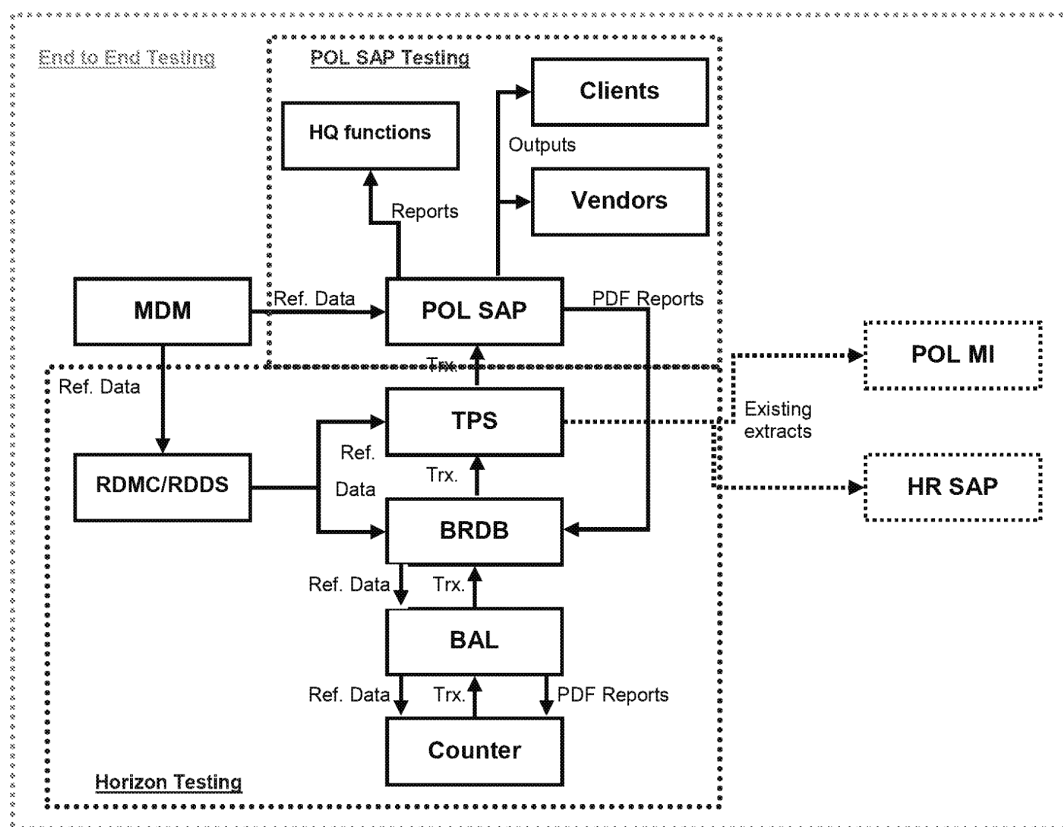 End to End Testing
POL SAP Testing
Clients
HQ functions
Outputs
Vendors
Reports
MDM
Ref. Data
POL SAP
PDF Reports
Trx.
POL MI
Ref. Data
TPS
Existing
extracts
Ref.
Data
Trx.
RDMC/RDDS
HR SAP
BRDB
Ref. Data
Trx.
BAL
Ref. Data
Trx.
PDF Reports
Counter
Horizon Testing